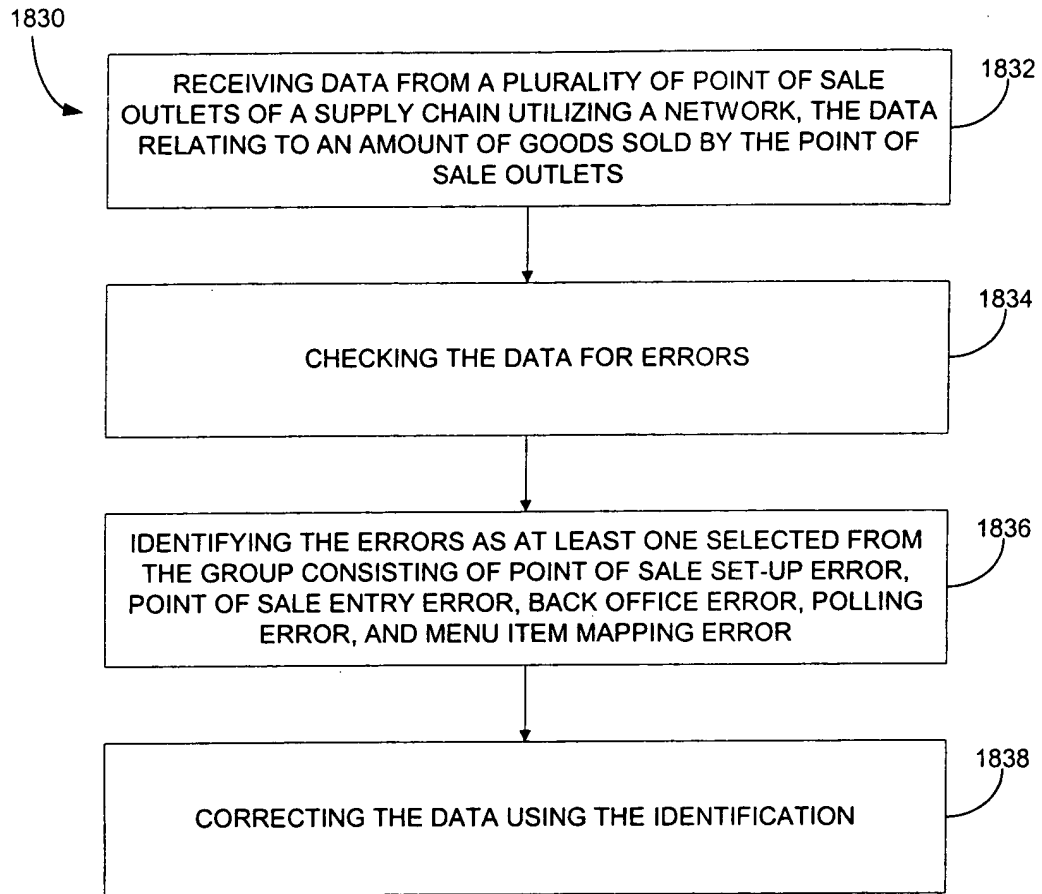 1830
1832
RECEIVING DATA FROM A PLURALITY OF POINT OF SALE
OUTLETS OF A SUPPLY CHAIN UTILIZING A NETWORK, THE DATA
RELATING TO AN AMOUNT OF GOODS SOLD BY THE POINT OF
SALE OUTLETS
1834
CHECKING THE DATA FOR ERRORS
1836
IDENTIFYING THE ERRORS AS AT LEAST ONE SELECTED FROM
THE GROUP CONSISTING OF POINT OF SALE SET-UP ERROR,
POINT OF SALE ENTRY ERROR, BACK OFFICE ERROR, POLLING
ERROR, AND MENU ITEM MAPPING ERROR
1838
CORRECTING THE DATA USING THE IDENTIFICATION